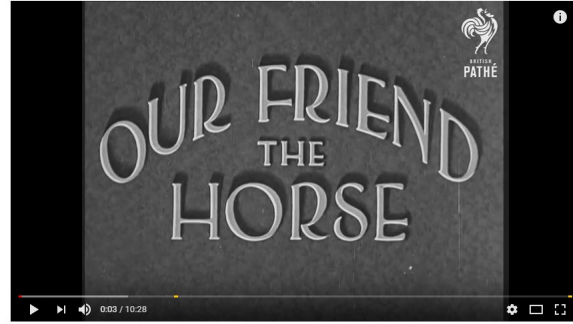 BRITISH
PATHÉ
OUR FRIEND
THE
HORSE
0:03 / 10:28